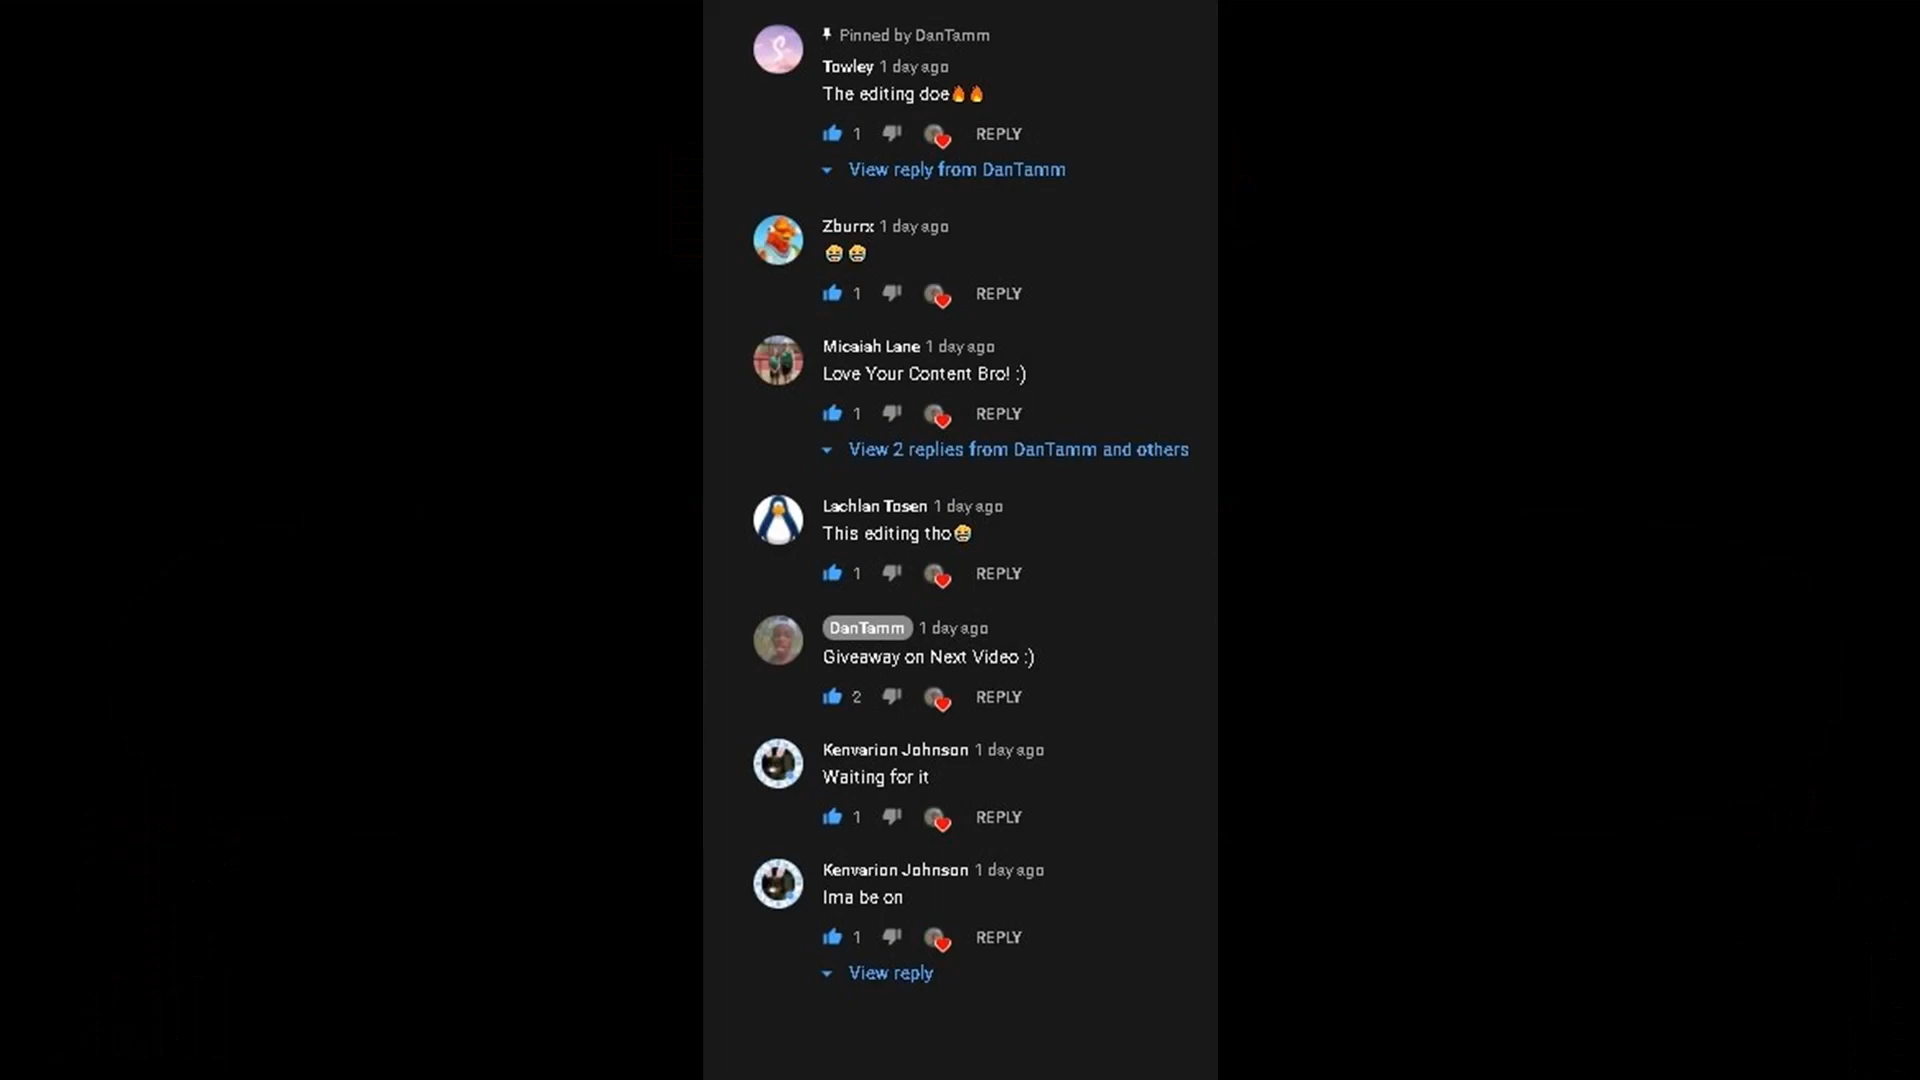 Pinned by DanTamm
Towley 1 day ago
The editing doe🔥🔥
1 REPLY
View reply from DanTamm
Zburrx 1 day ago
😂😂
1 REPLY
Micaiah Lane 1 day ago
Love Your Content Bro! :)
1 REPLY
View 2 replies from DanTamm and others
Lachlan Tosen 1 day ago
This editing tho😂
1 REPLY
DanTamm 1 day ago
Giveaway on Next Video :)
2 REPLY
Kenvarion Johnson 1 day ago
Waiting for it
1 REPLY
Kenvarion Johnson 1 day ago
Ima be on
1 REPLY
View reply